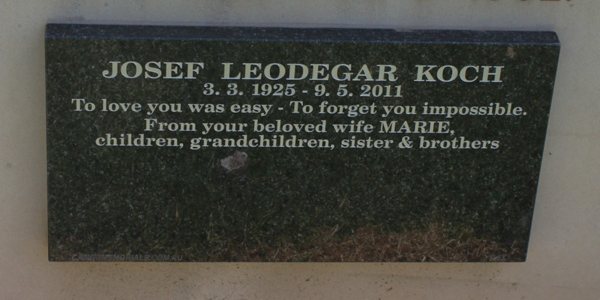 JOSEF LEODEGAR KOCH
3. 3. 1925 - 9. 5. 2011
To love you was easy - To forget you impossible.
From your beloved wife MARIE,
children, grandchildren, sister & brothers